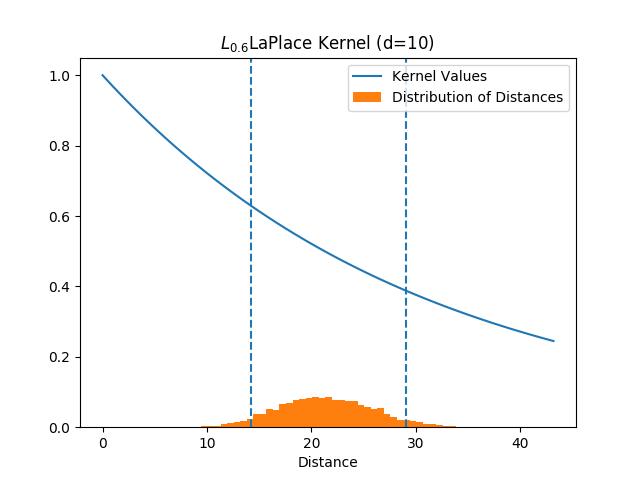 L0.6LaPlace Kernel (d=10)
Kernel Values
Distribution of Distances
1.0
0.8
0.6
0.4
0.2
0.0
0 10 20 30 40
Distance